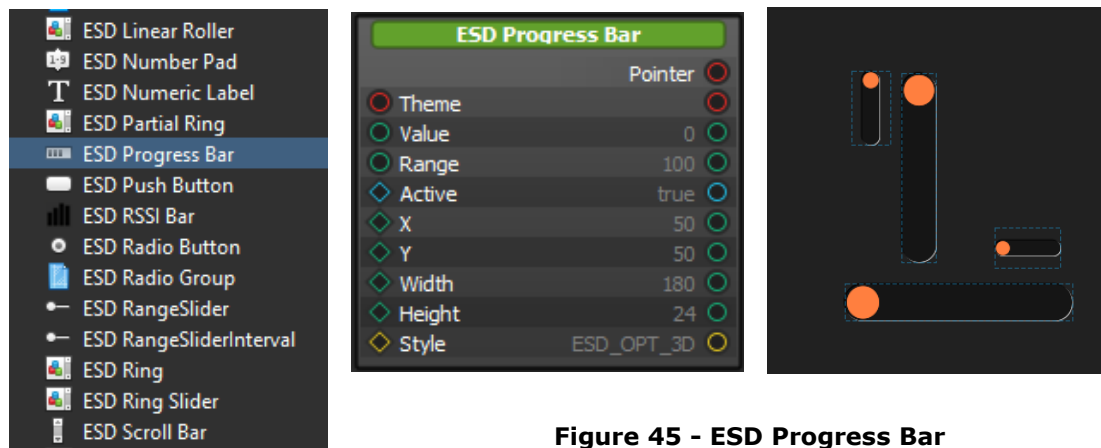 ESD Linear Roller
ESD Number Pad
ESD Numeric Label
ESD Partial Ring
ESD Progress Bar
ESD Push Button
ESD RSSI Bar
ESD Radio Button
ESD Radio Group
ESD RangeSlider
ESD RangeSliderInterval
ESD Ring
ESD Ring Slider
ESD Scroll Bar
1-9
T
ESD Progress Bar
Pointer
Theme
Value 0
Range 100
Active true
X 50
Y 50
Width 180
Height 24
Style ESD_OPT_3D
Figure 45 - ESD Progress Bar